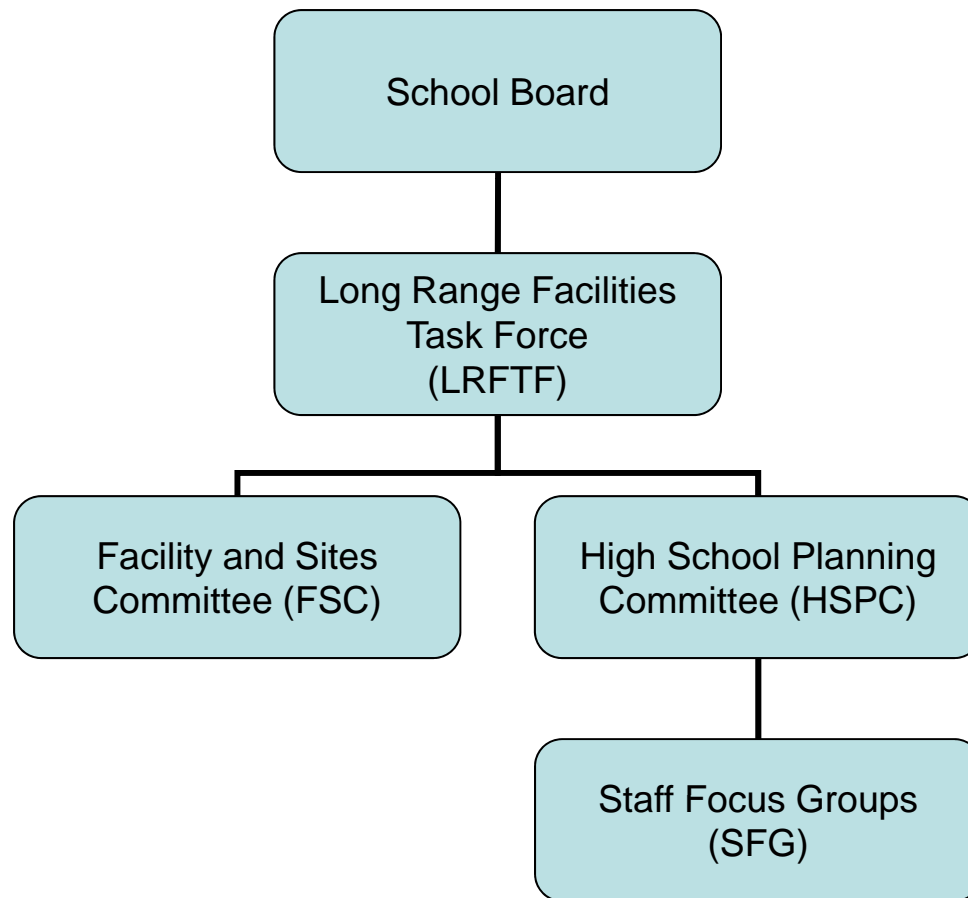 School Board
Long Range Facilities
Task Force
(LRFTF)
Facility and Sites
Committee (FSC)
High School Planning
Committee (HSPC)
Staff Focus Groups
(SFG)